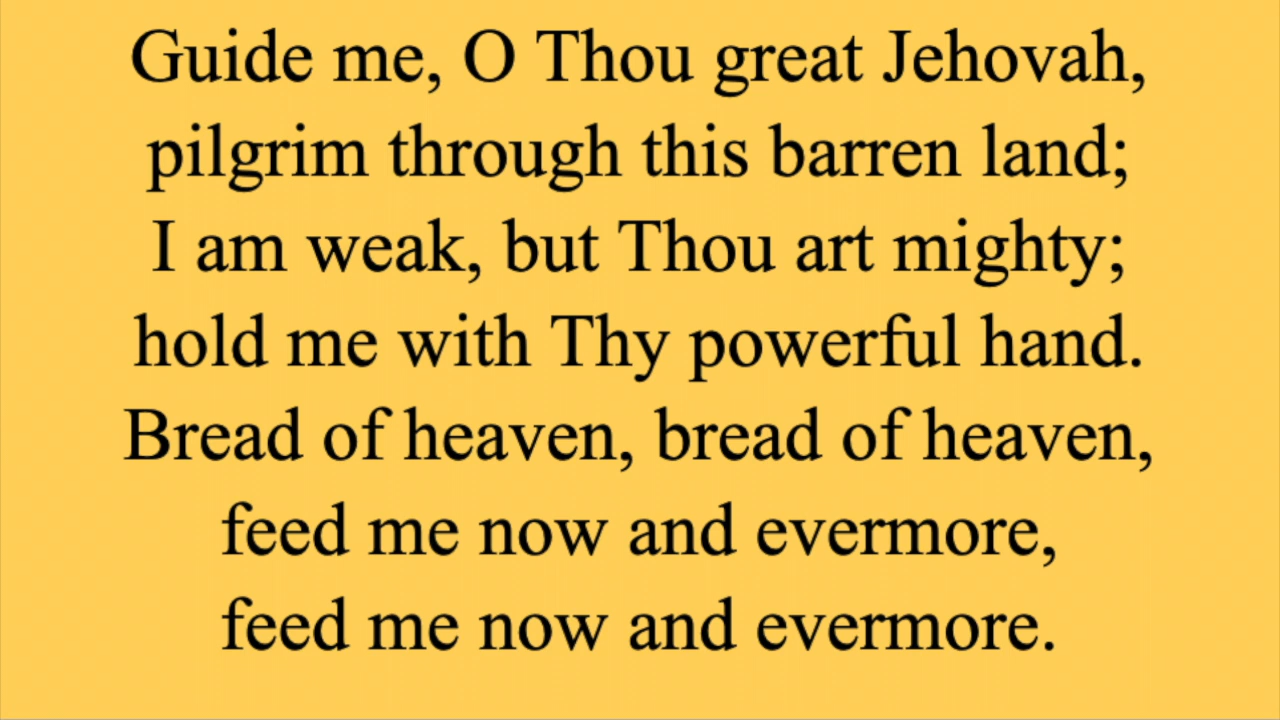 Guide me, O Thou great Jehovah,
pilgrim through this barren land;
I am weak, but Thou art mighty;
hold me with Thy powerful hand.
Bread of heaven, bread of heaven,
feed me now and evermore,
feed me now and evermore.